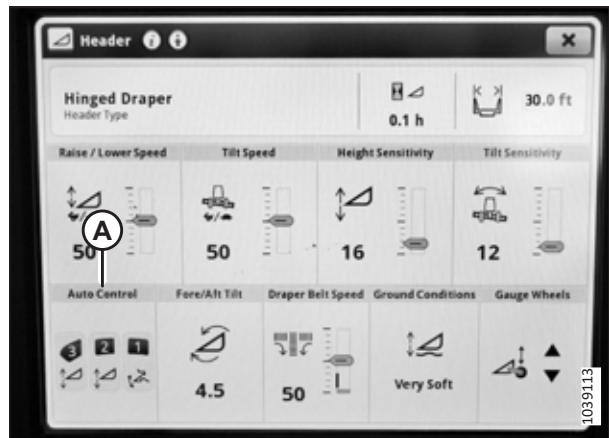 Header
Hinged Draper
Header Type
0.1 h
30.0 ft
Raise / Lower Speed
Tilt Speed
Height Sensitivity
Tilt Sensitivity
50
50
16
12
A
Auto Control
Fore/Aft Tilt
Draper Belt Speed
Ground Conditions
Gauge Wheels
3 2 1
4.5
50
Very Soft
1039113